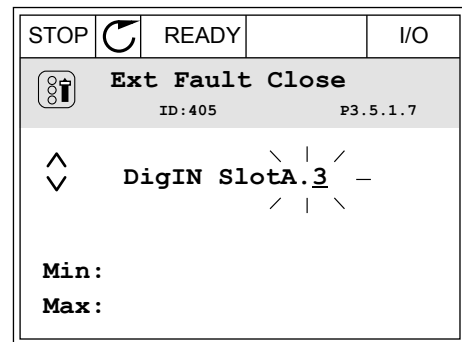 STOP READY I/O
Ext Fault Close
ID:405 P3.5.1.7
DigIN SlotA.3
Min:
Max: